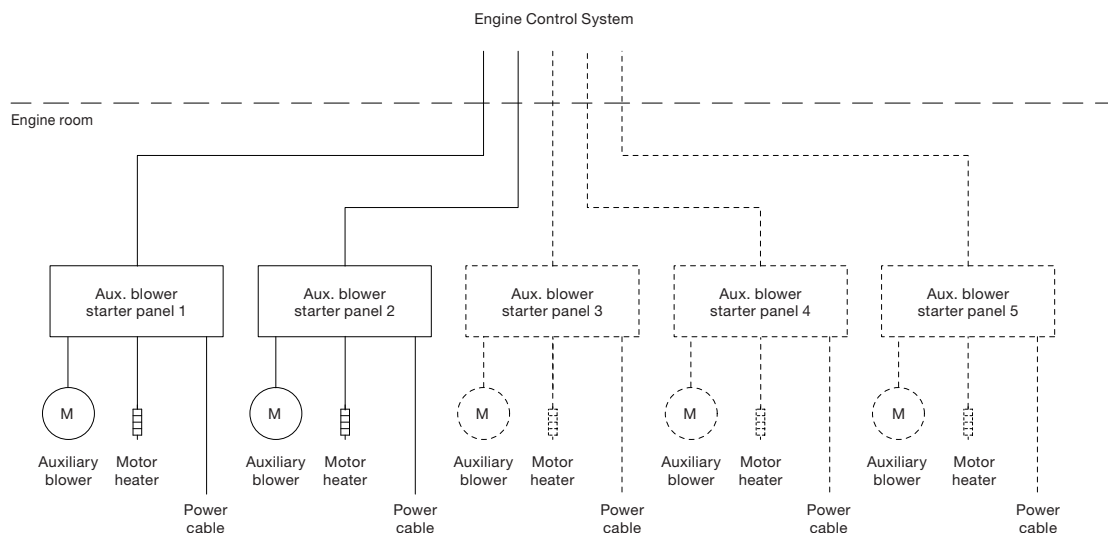 Engine Control System
Engine room
Aux. blower
starter panel 1
Aux. blower
starter panel 2
Aux. blower
starter panel 3
Aux. blower
starter panel 4
Aux. blower
starter panel 5
M
M
M
M
M
Auxiliary
blower
Motor
heater
Auxiliary
blower
Motor
heater
Auxiliary
blower
Motor
heater
Auxiliary
blower
Motor
heater
Auxiliary
blower
Motor
heater
Power
cable
Power
cable
Power
cable
Power
cable
Power
cable